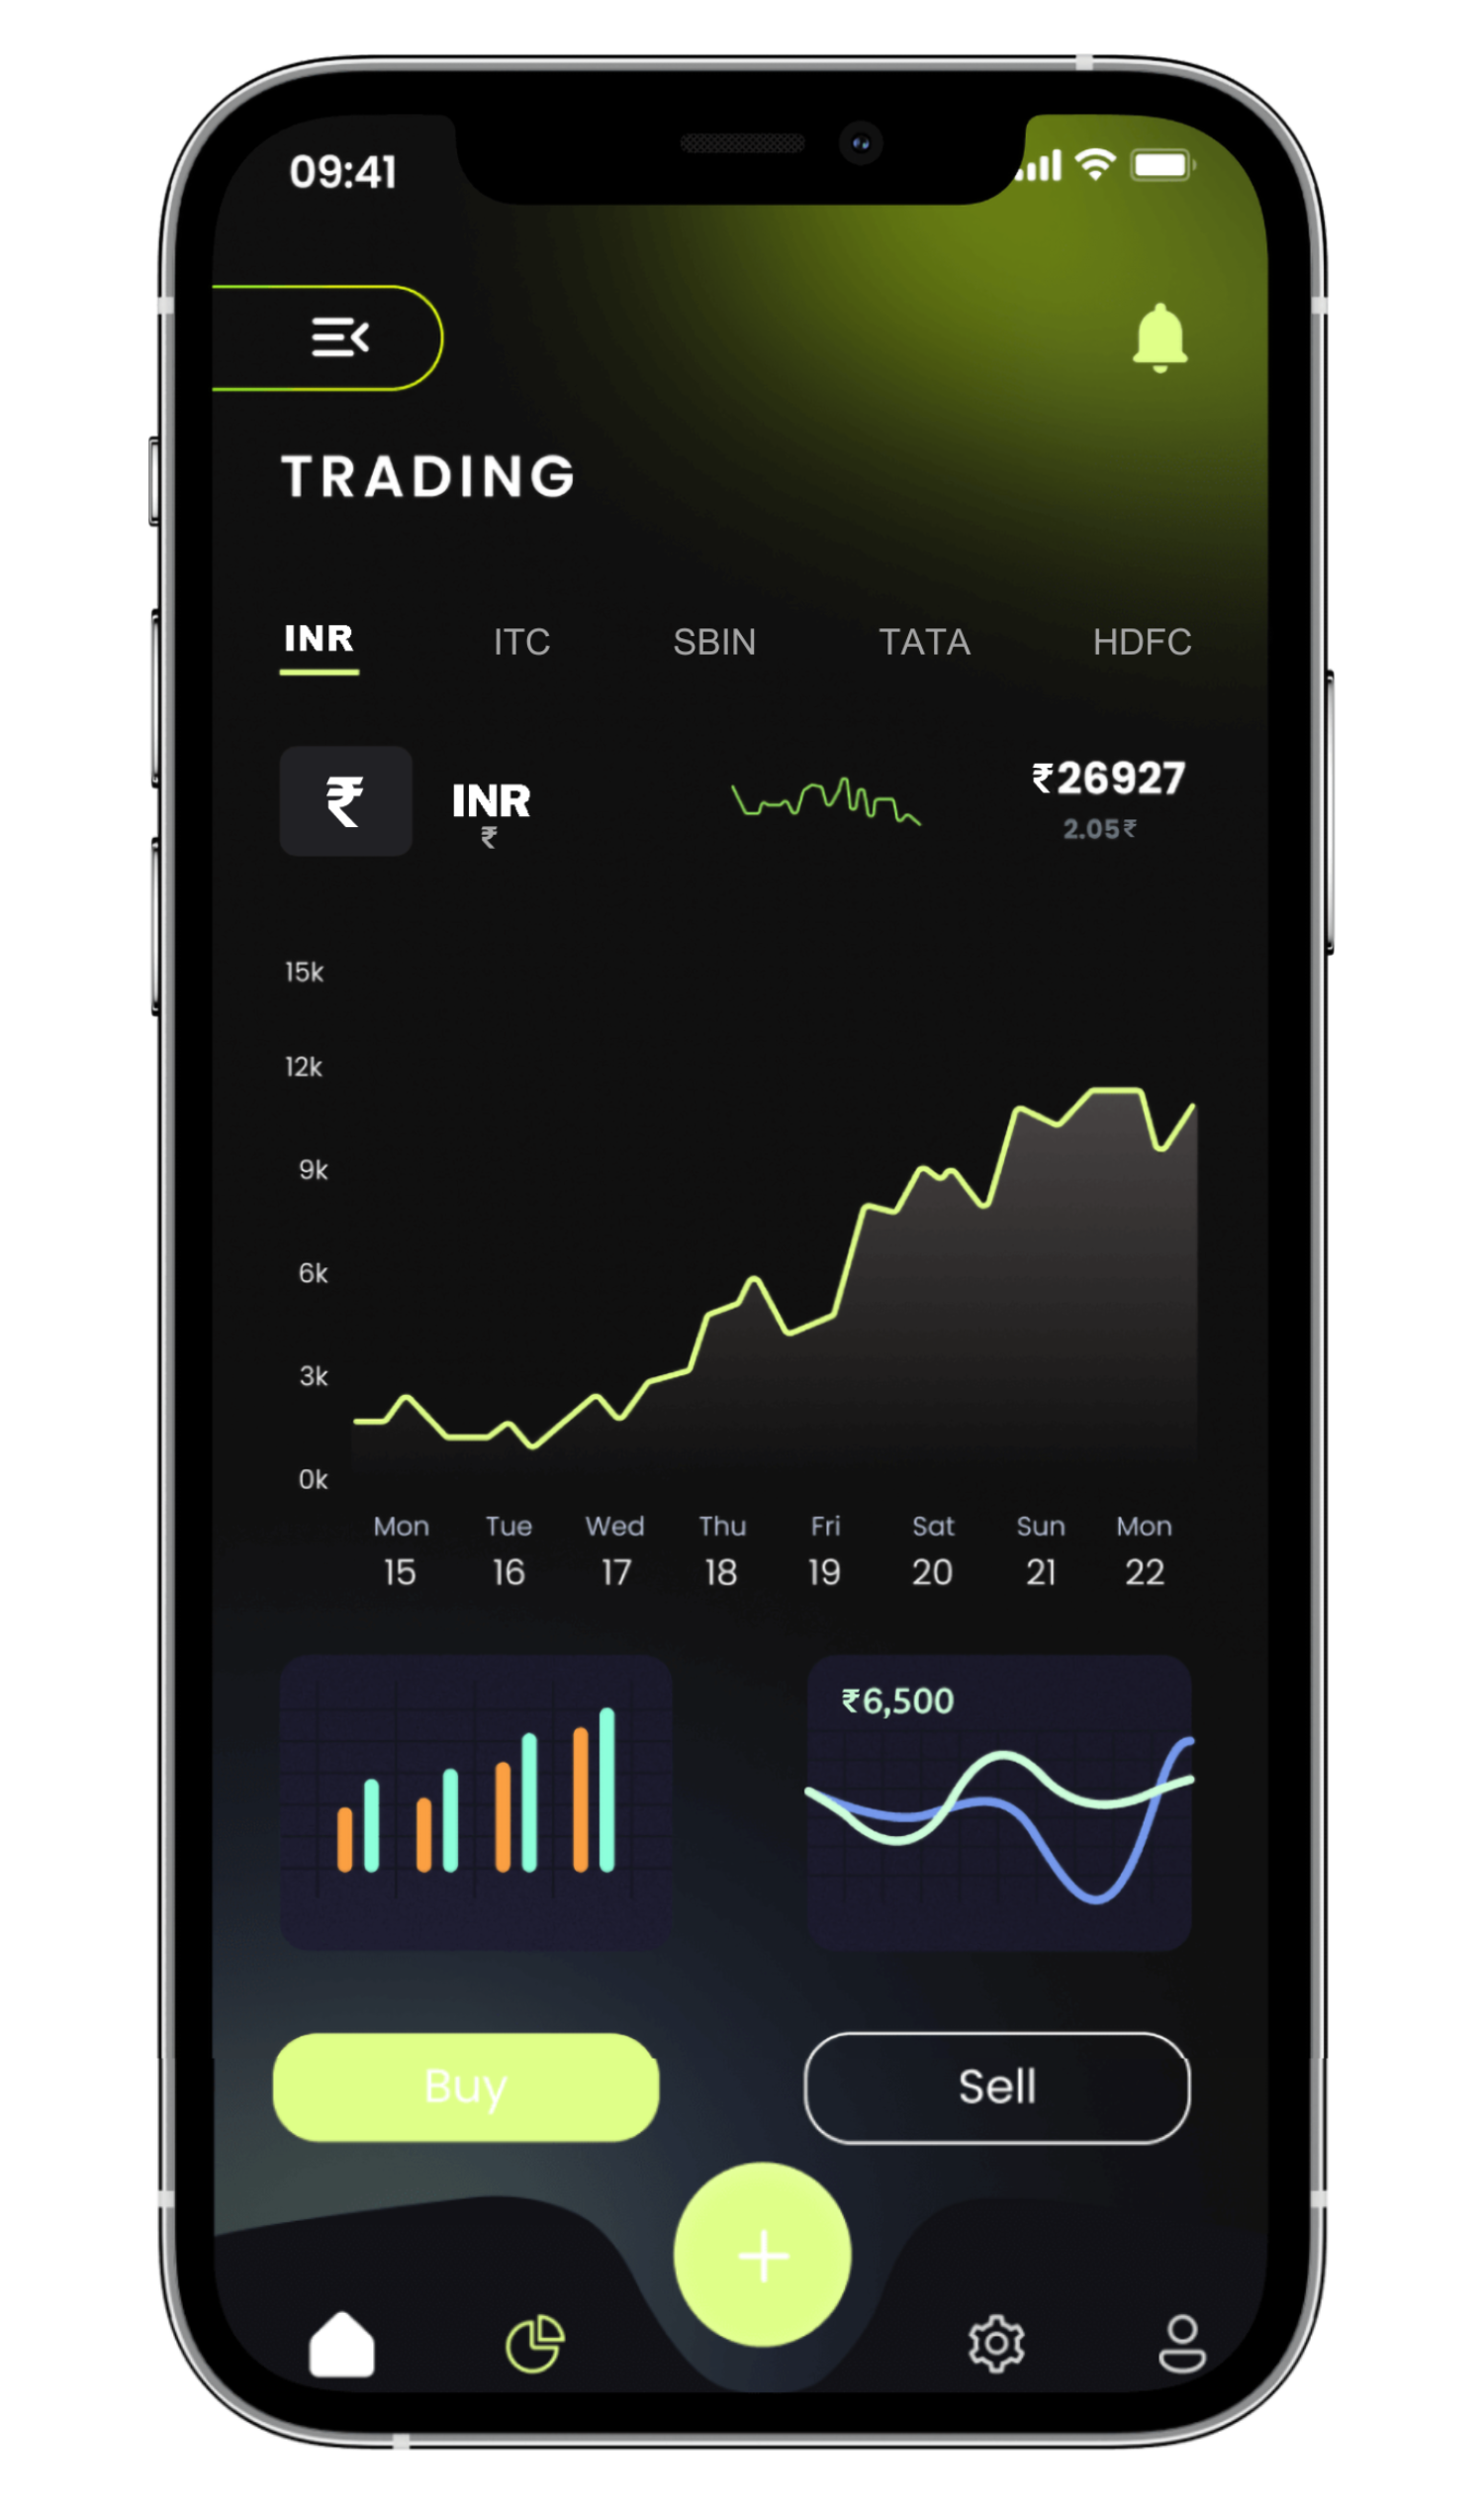 09:41
TRADING
INR ITC SBIN TATA HDFC
₹ INR ₹26927
₹ 2.05₹
15k
12k
9k
6k
3k
0k
Mon Tue Wed Thu Fri Sat Sun Mon
15 16 17 18 19 20 21 22
₹6,500
Buy Sell